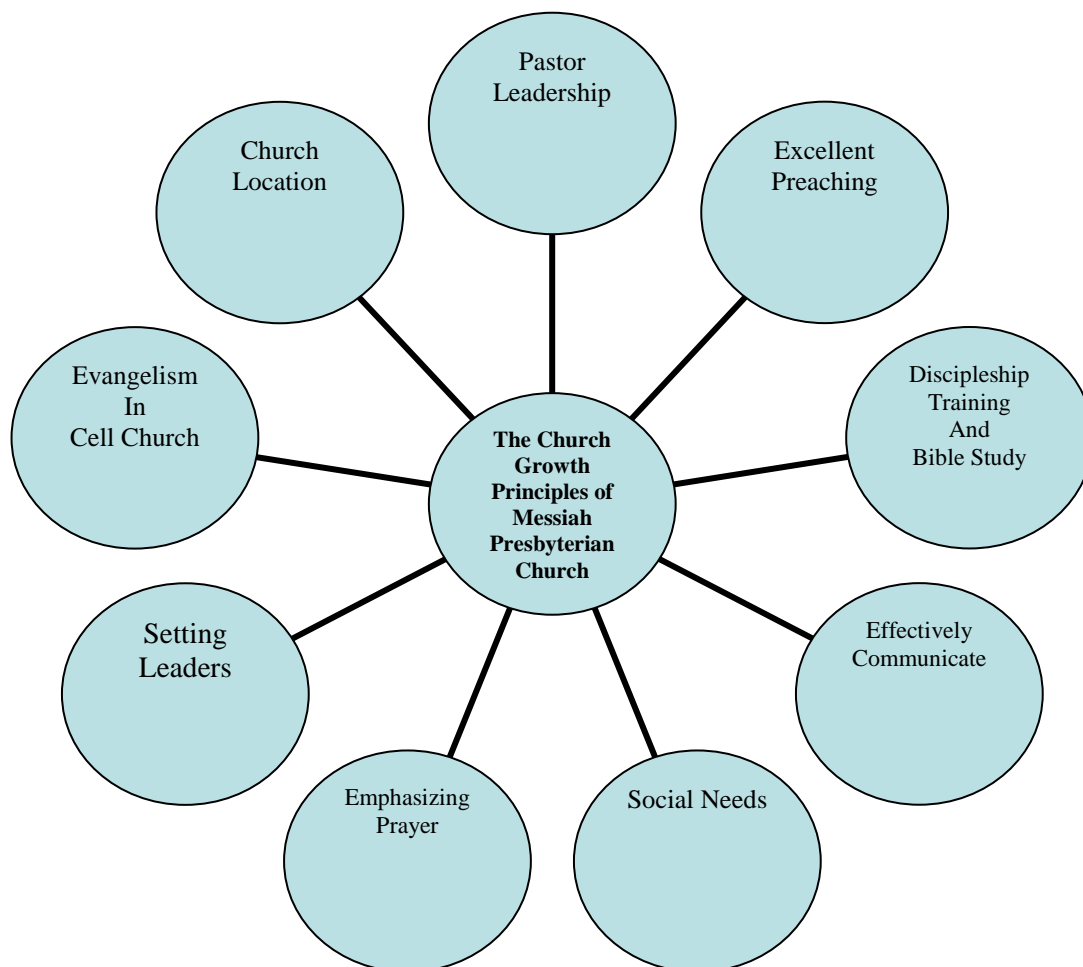 Pastor
Leadership
Excellent
Preaching
Church
Location
Discipleship
Training
And
Bible Study
Evangelism
In
Cell Church
The Church
Growth
Principles of
Messiah
Presbyterian
Church
Effectively
Communicate
Setting
Leaders
Social Needs
Emphasizing
Prayer